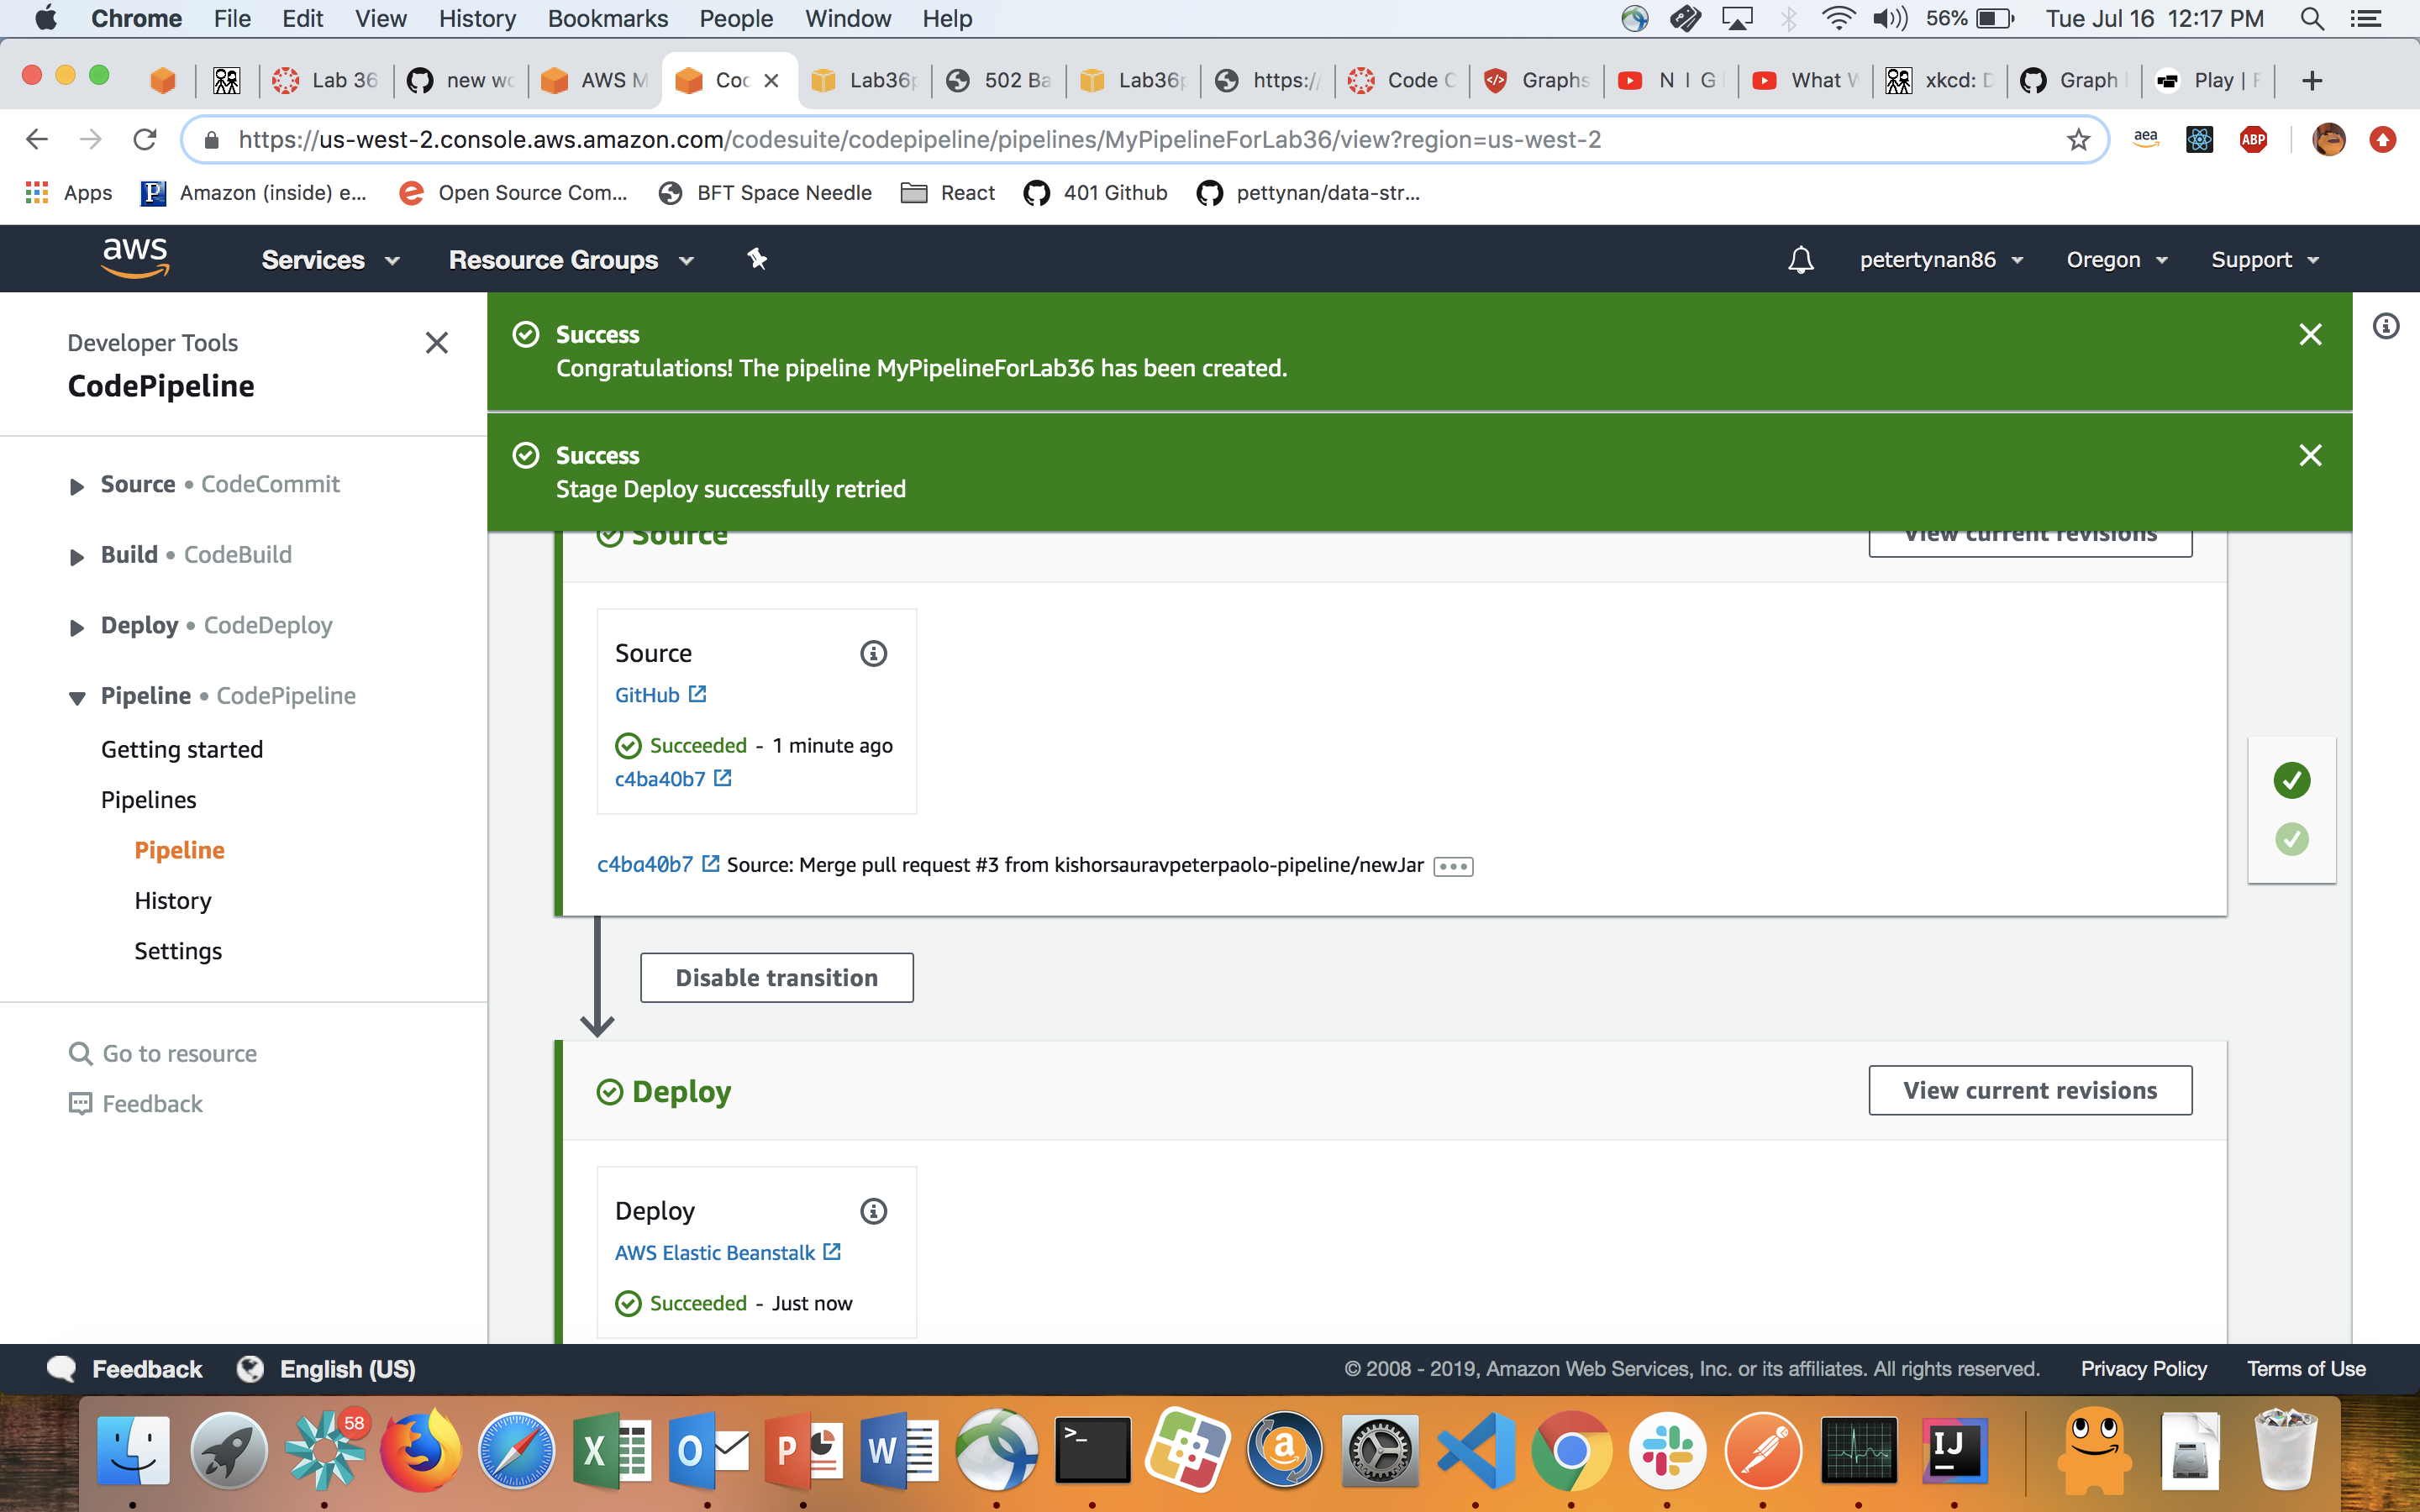 Chrome File Edit View History Bookmarks People Window Help 56% Tue Jul 16 12:17 PM
Lab 36 new wo AWS M Coc Lab36p 502 Ba Lab36p https:// Code C Graphs N I G What W xkcd: D Graph Play | F
https://us-west-2.console.aws.amazon.com/codesuite/codepipeline/pipelines/MyPipelineForLab36/view?region=us-west-2 aea ABP
Apps Amazon (inside) e... Open Source Com... BFT Space Needle React 401 Github pettynan/data-str...
aws Services Resource Groups petertynan86 Oregon Support
Developer Tools
CodePipeline
Source • CodeCommit
Build • CodeBuild
Deploy • CodeDeploy
Pipeline • CodePipeline
Getting started
Pipelines
Pipeline
History
Settings
Go to resource
Feedback
Success
Congratulations! The pipeline MyPipelineForLab36 has been created.
Success
Stage Deploy successfully retried
Source View current revisions
Source
GitHub
Succeeded - 1 minute ago
c4ba40b7
c4ba40b7 Source: Merge pull request #3 from kishorsauravpeterpaolo-pipeline/newJar
Disable transition
Deploy View current revisions
Deploy
AWS Elastic Beanstalk
Succeeded - Just now
Feedback English (US) © 2008 - 2019, Amazon Web Services, Inc. or its affiliates. All rights reserved. Privacy Policy Terms of Use
58
X O P W >_ a IJ